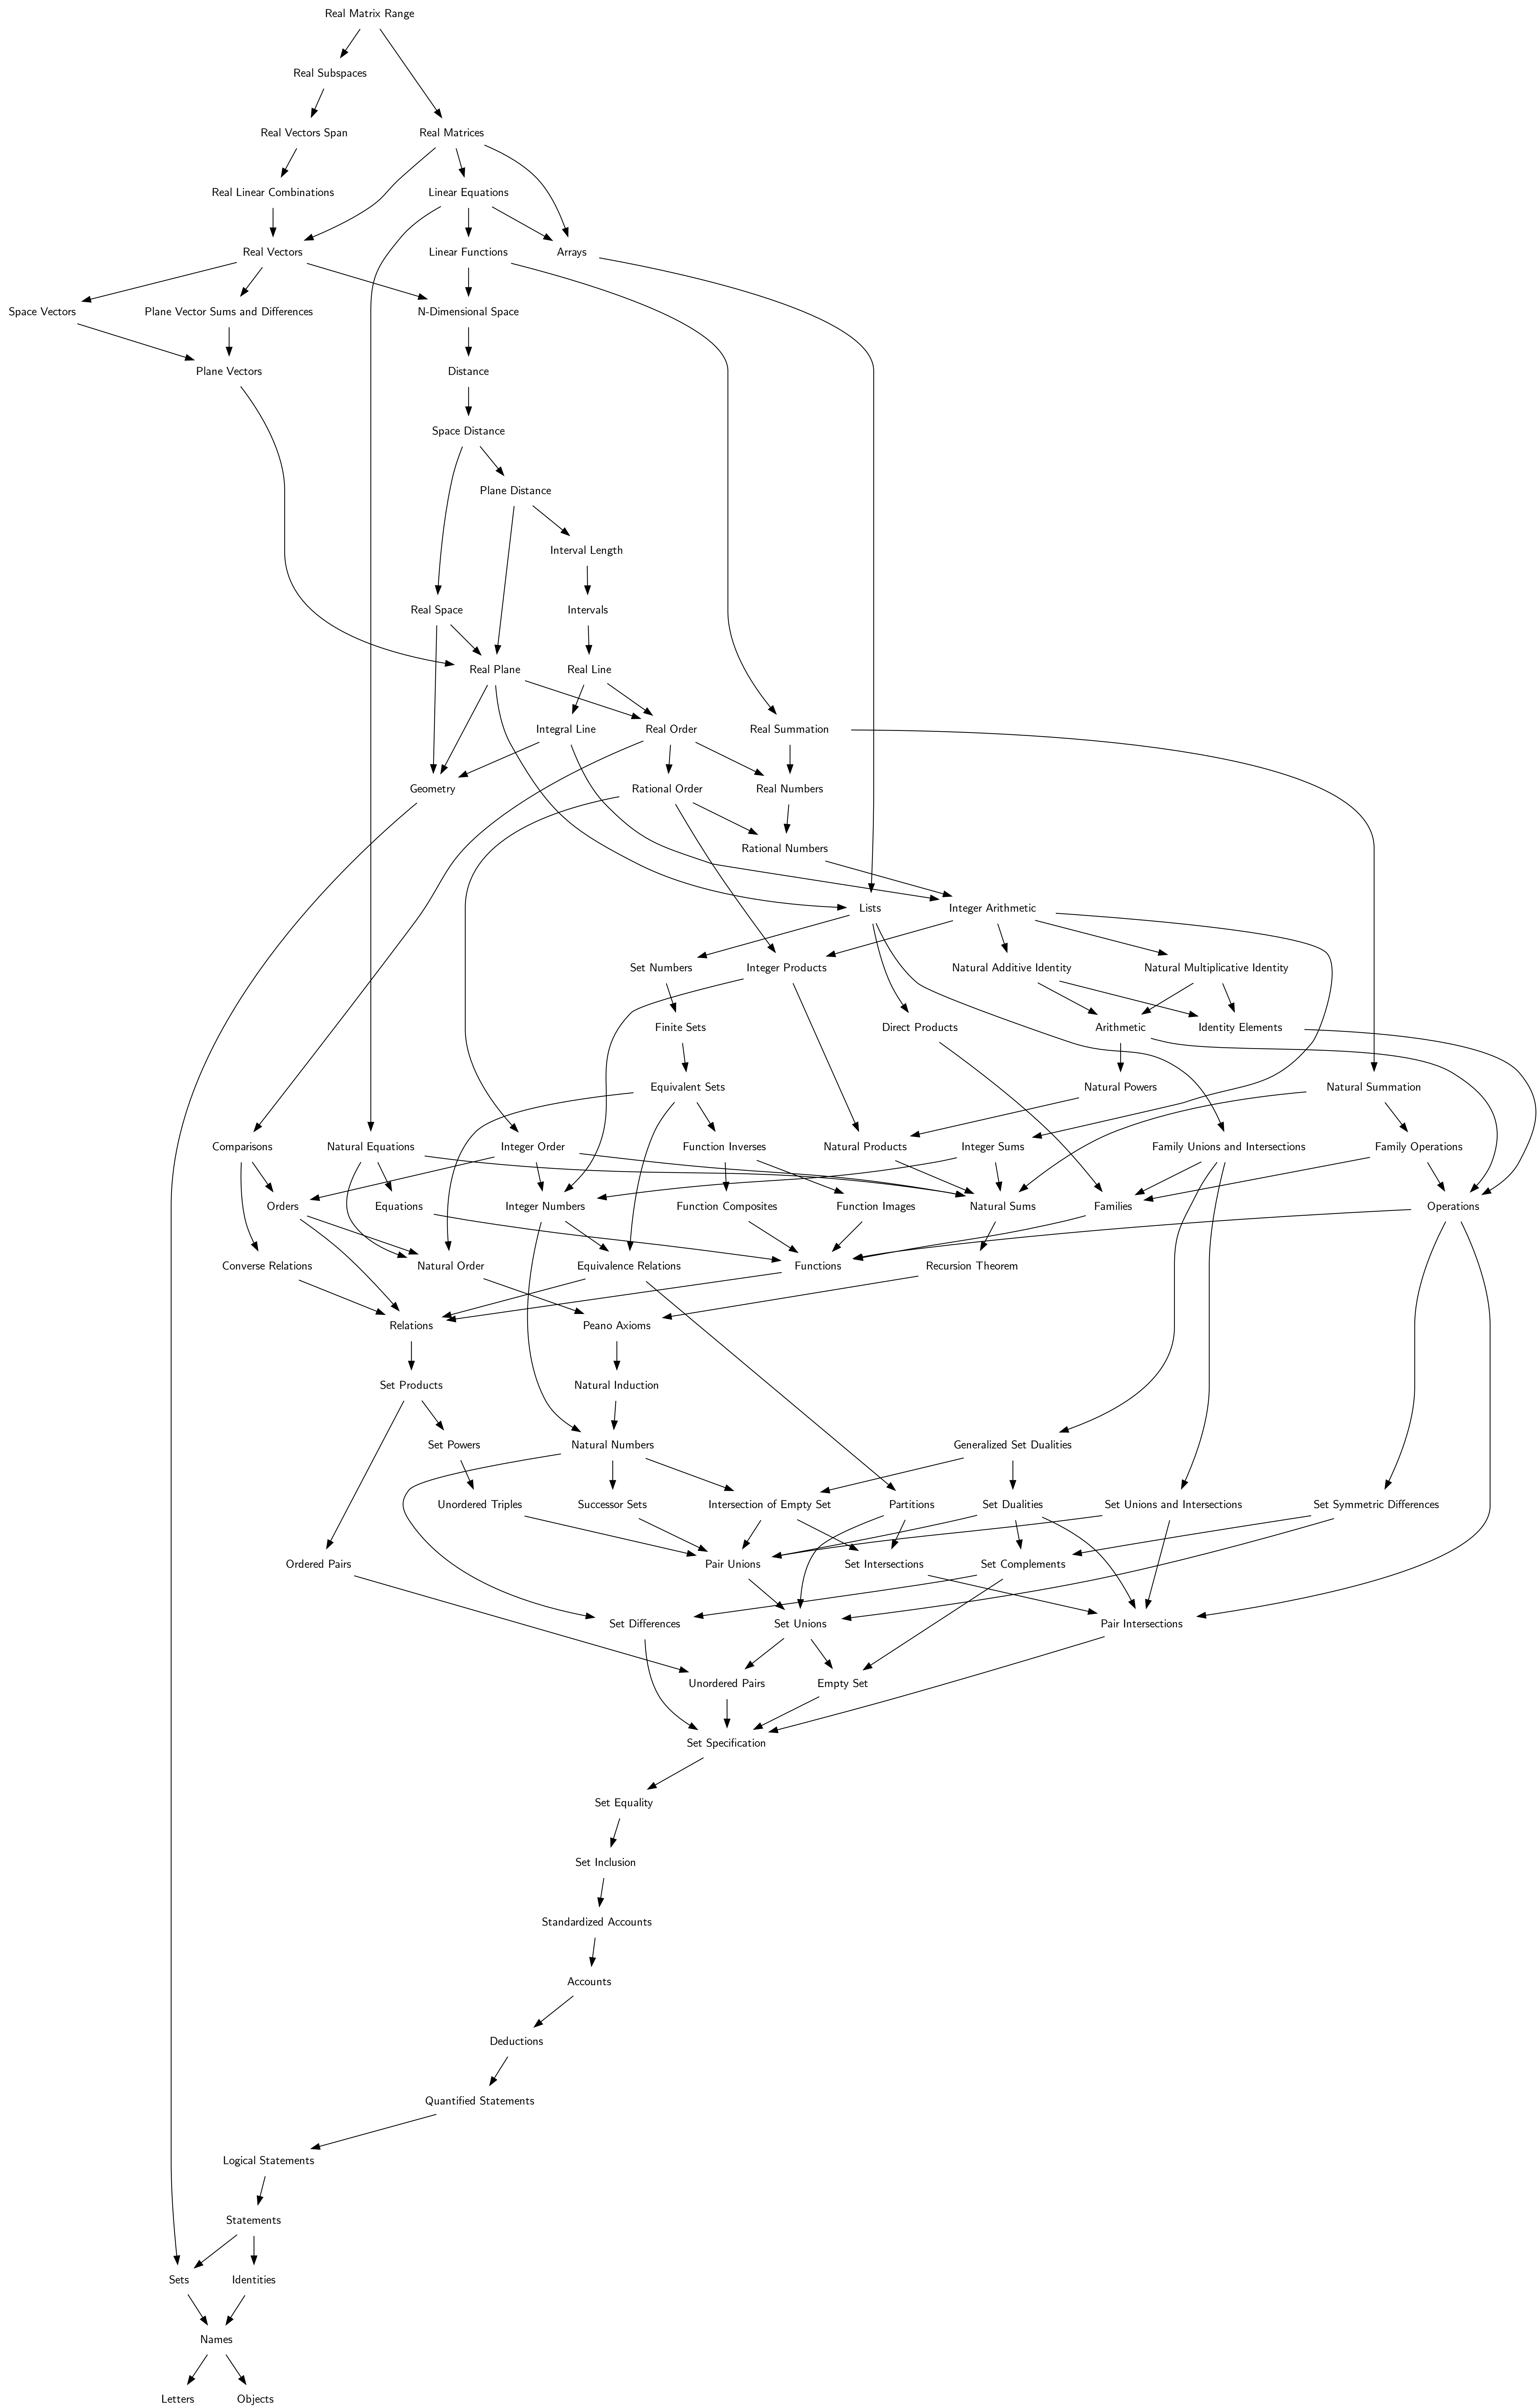 Real Matrix Range
Real Subspaces
Real Vectors Span
Real Matrices
Real Linear Combinations
Linear Equations
Real Vectors
Linear Functions
Arrays
Space Vectors
Plane Vector Sums and Differences
N-Dimensional Space
Plane Vectors
Distance
Space Distance
Plane Distance
Interval Length
Real Space
Intervals
Real Plane
Real Line
Integral Line
Real Order
Real Summation
Geometry
Rational Order
Real Numbers
Rational Numbers
Lists
Integer Arithmetic
Set Numbers
Integer Products
Natural Additive Identity
Natural Multiplicative Identity
Finite Sets
Direct Products
Arithmetic
Identity Elements
Equivalent Sets
Natural Powers
Natural Summation
Comparisons
Natural Equations
Integer Order
Function Inverses
Natural Products
Integer Sums
Family Unions and Intersections
Family Operations
Orders
Equations
Integer Numbers
Function Composites
Function Images
Natural Sums
Families
Operations
Converse Relations
Natural Order
Equivalence Relations
Functions
Recursion Theorem
Relations
Peano Axioms
Set Products
Natural Induction
Set Powers
Natural Numbers
Generalized Set Dualities
Unordered Triples
Successor Sets
Intersection of Empty Set
Partitions
Set Dualities
Set Unions and Intersections
Set Symmetric Differences
Ordered Pairs
Pair Unions
Set Intersections
Set Complements
Set Differences
Set Unions
Pair Intersections
Unordered Pairs
Empty Set
Set Specification
Set Equality
Set Inclusion
Standardized Accounts
Accounts
Deductions
Quantified Statements
Logical Statements
Statements
Sets
Identities
Names
Letters
Objects